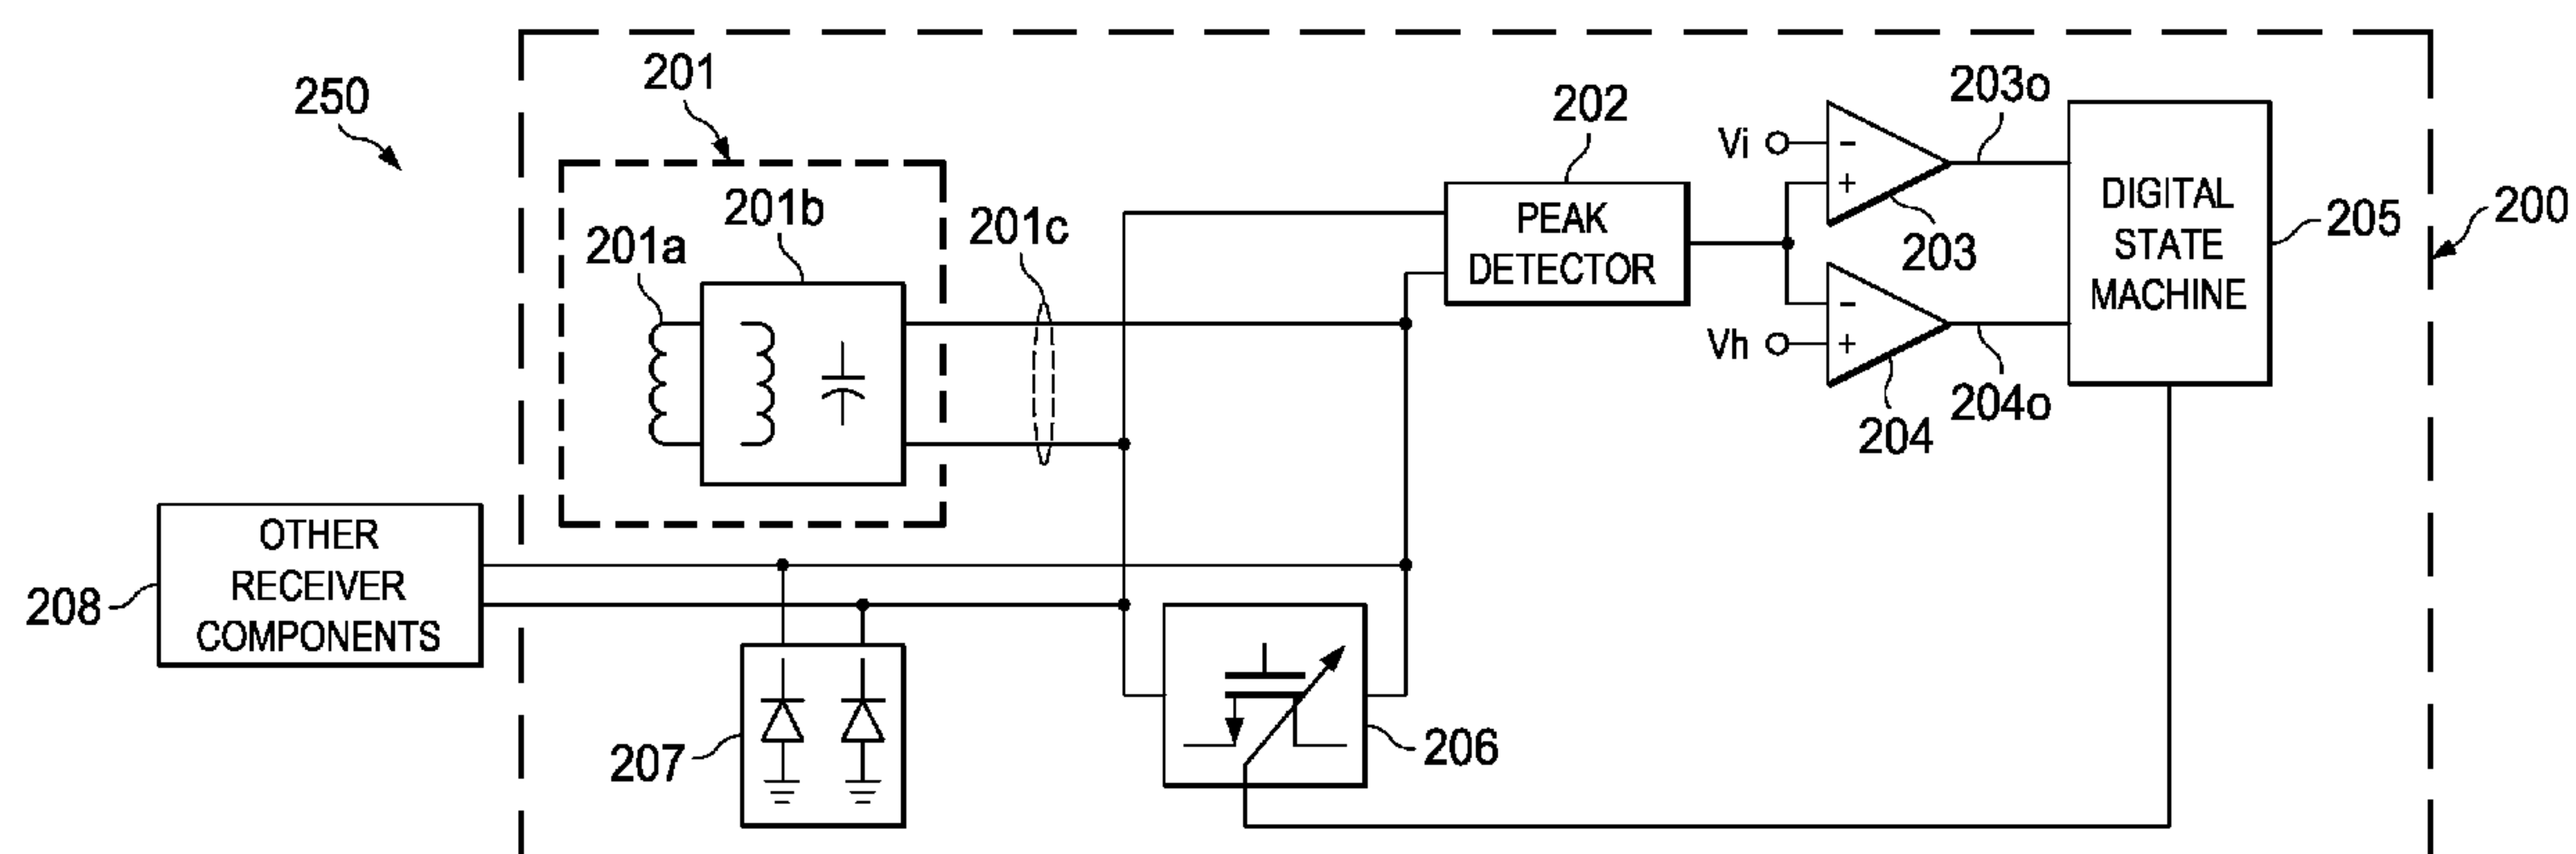 250
201
201a
201b
201c
202
PEAK
DETECTOR
Vi
Vh
-
+
-
+
203
203o
204
204o
DIGITAL
STATE
MACHINE
205
200
OTHER
RECEIVER
COMPONENTS
208
207
206